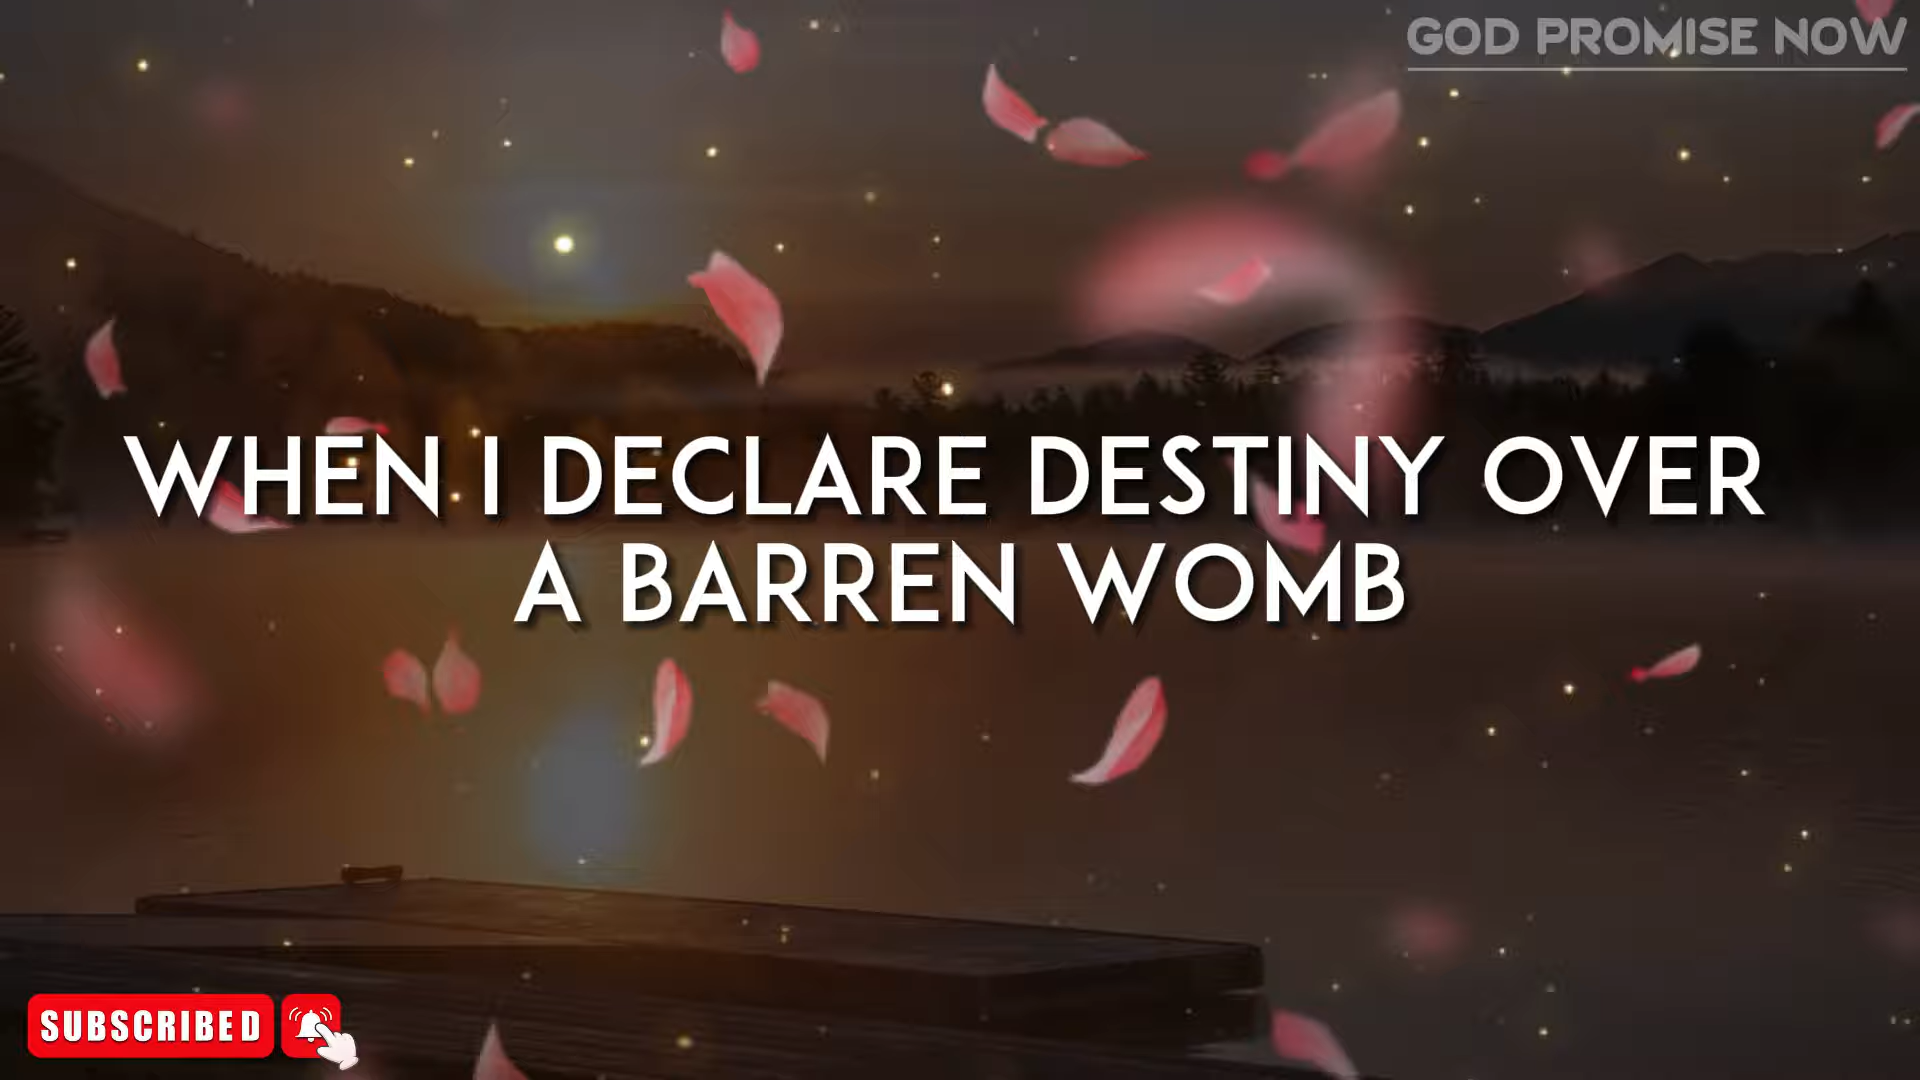 GOD PROMISE NOW
WHEN I DECLARE DESTINY OVER
A BARREN WOMB
SUBSCRIBED